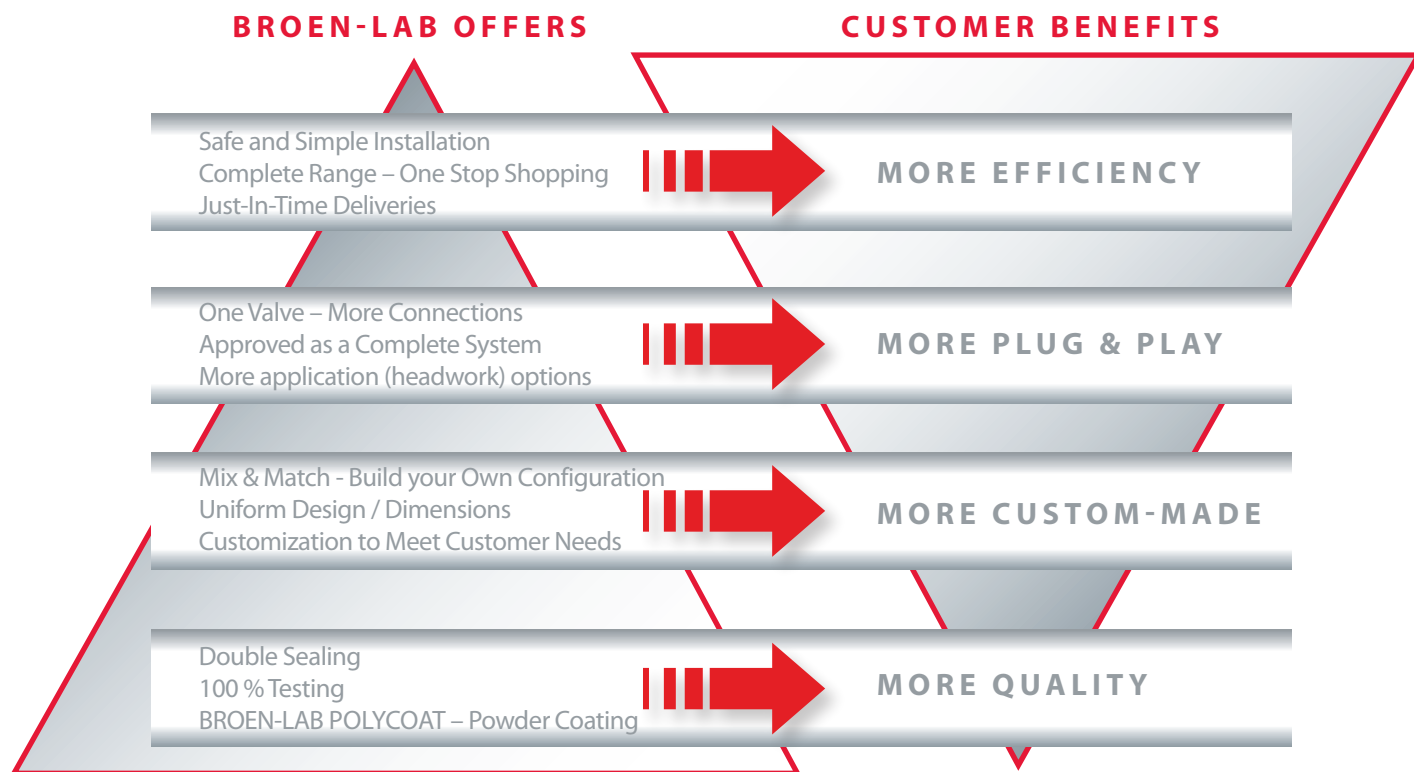 BROEN-LAB OFFERS
CUSTOMER BENEFITS
Safe and Simple Installation
Complete Range – One Stop Shopping
Just-In-Time Deliveries
MORE EFFICIENCY
One Valve – More Connections
Approved as a Complete System
More application (headwork) options
MORE PLUG & PLAY
Mix & Match - Build your Own Configuration
Uniform Design / Dimensions
Customization to Meet Customer Needs
MORE CUSTOM-MADE
Double Sealing
100 % Testing
BROEN-LAB POLYCOAT – Powder Coating
MORE QUALITY